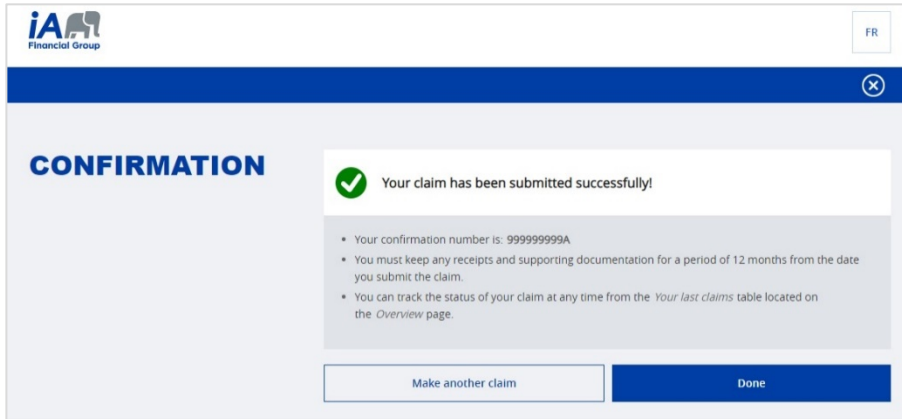 iA
Financial Group
FR
CONFIRMATION
Your claim has been submitted successfully!
• Your confirmation number is: 999999999A
• You must keep any receipts and supporting documentation for a period of 12 months from the date
you submit the claim.
• You can track the status of your claim at any time from the Your last claims table located on
the Overview page.
Make another claim
Done